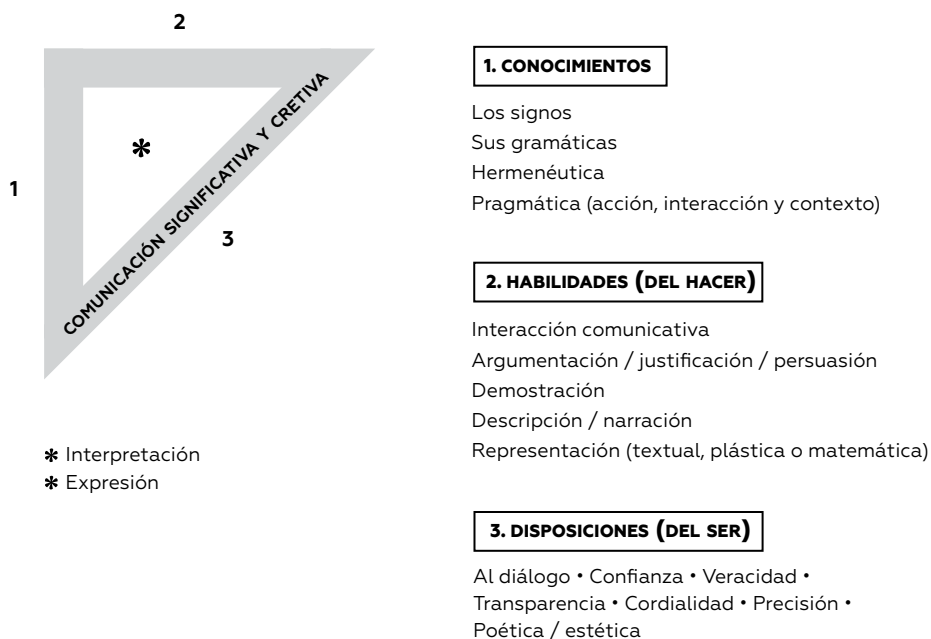 2
1
COMUNICACIÓN SIGNIFICATIVA Y CRETIVA
*
3
* Interpretación
* Expresión
1. CONOCIMIENTOS
Los signos
Sus gramáticas
Hermenéutica
Pragmática (acción, interacción y contexto)
2. HABILIDADES (DEL HACER)
Interacción comunicativa
Argumentación / justificación / persuasión
Demostración
Descripción / narración
Representación (textual, plástica o matemática)
3. DISPOSICIONES (DEL SER)
Al diálogo • Confianza • Veracidad •
Transparencia • Cordialidad • Precisión •
Poética / estética